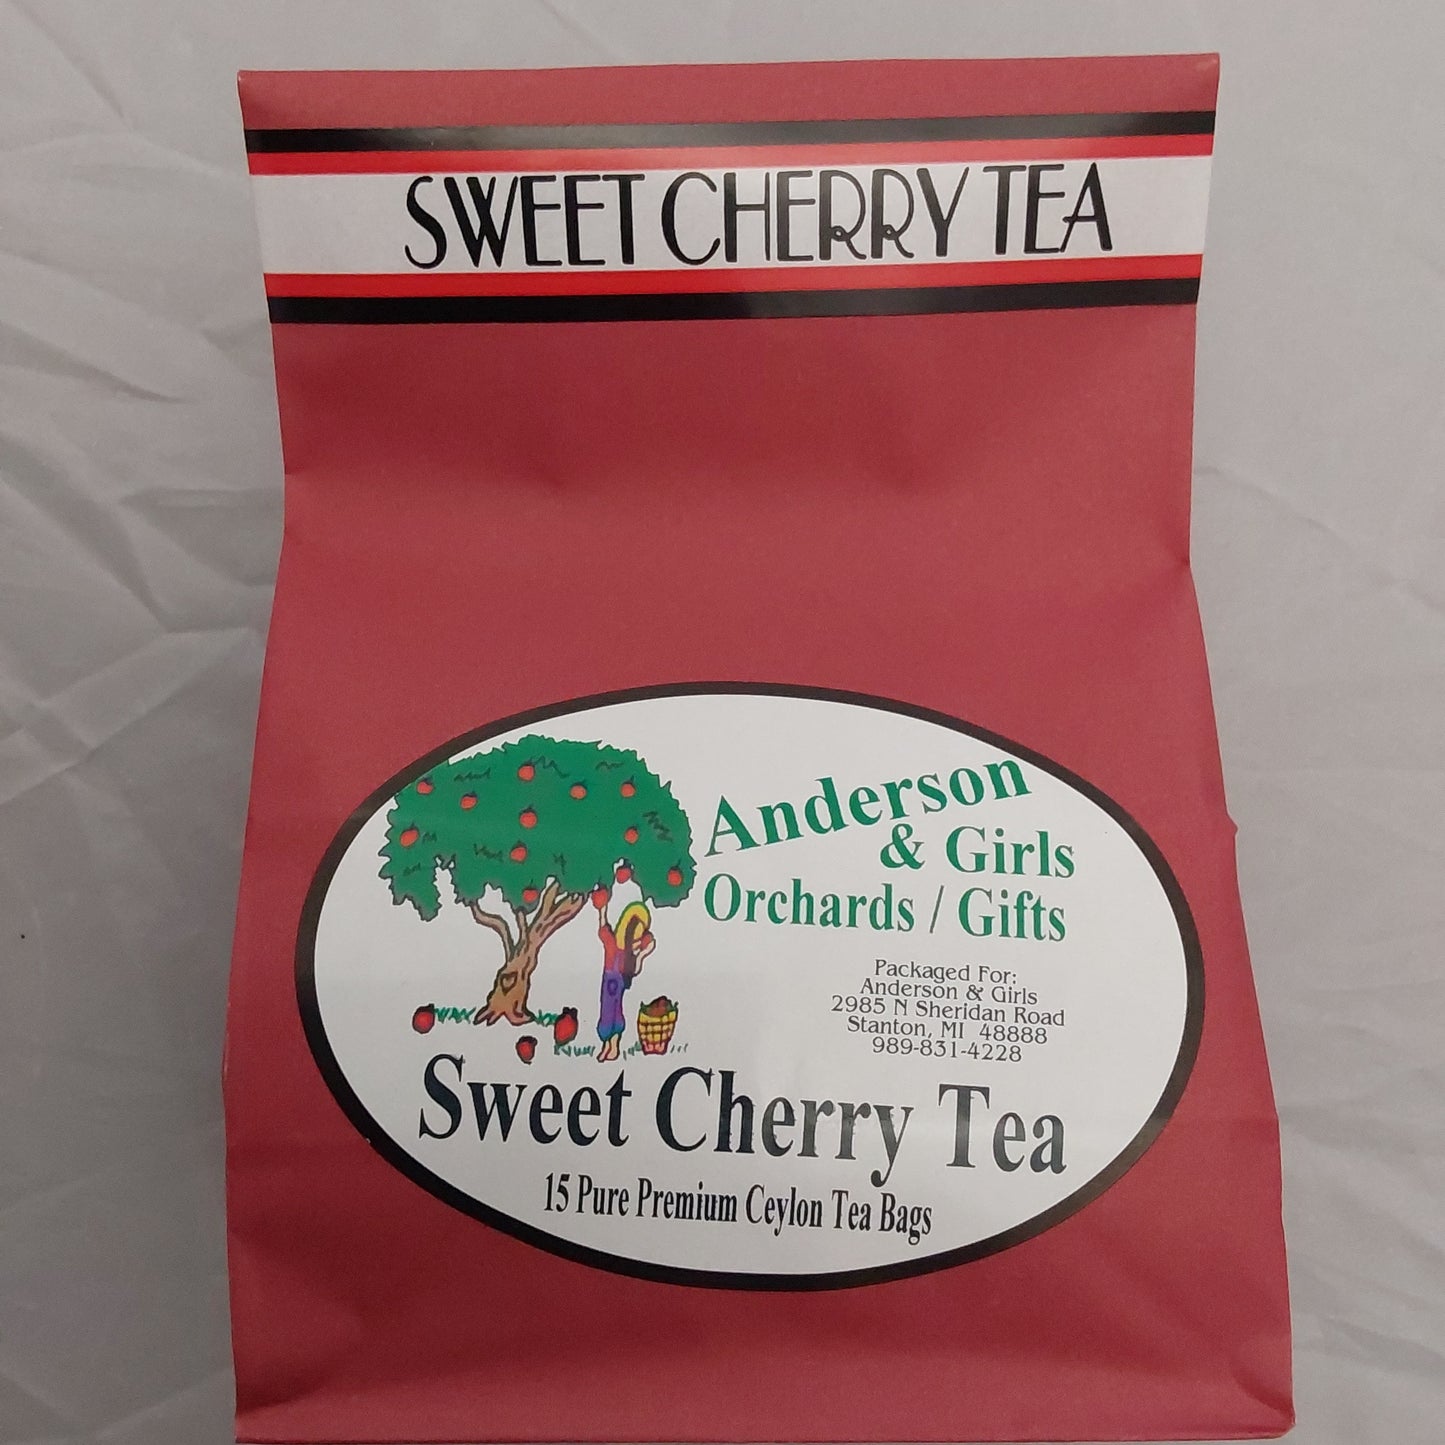 SWEET CHERRY TEA
Anderson
& Girls
Orchards / Gifts
Packaged For:
Anderson & Girls
2985 N Sheridan Road
Stanton, MI 48888
989-831-4228
Sweet Cherry Tea
15 Pure Premium Ceylon Tea Bags